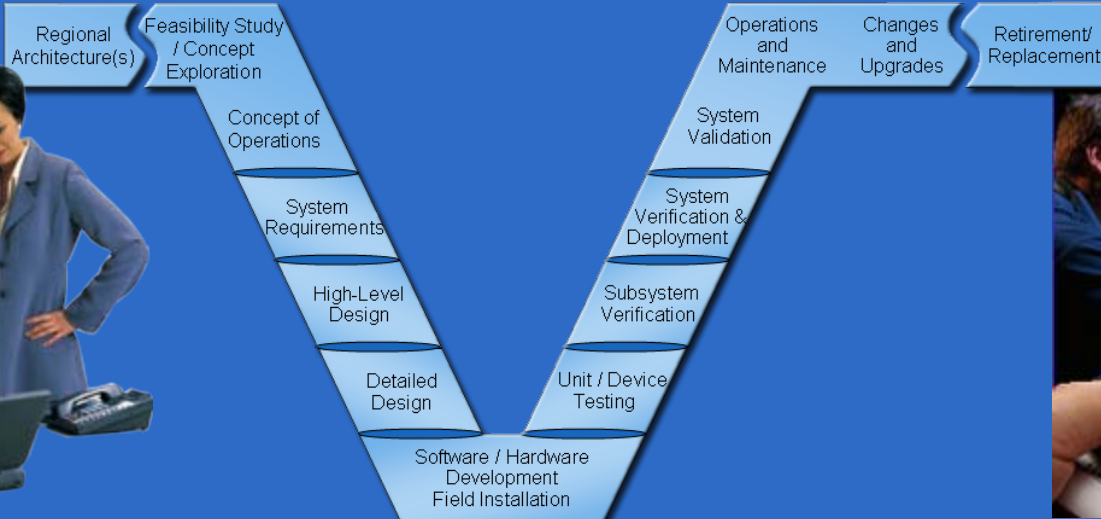 Regional
Architecture(s)
Feasibility Study
/ Concept
Exploration
Concept of
Operations
System
Requirements
High-Level
Design
Detailed
Design
Software / Hardware
Development
Field Installation
Unit / Device
Testing
Subsystem
Verification
System
Verification &
Deployment
System
Validation
Operations
and
Maintenance
Changes
and
Upgrades
Retirement/
Replacement